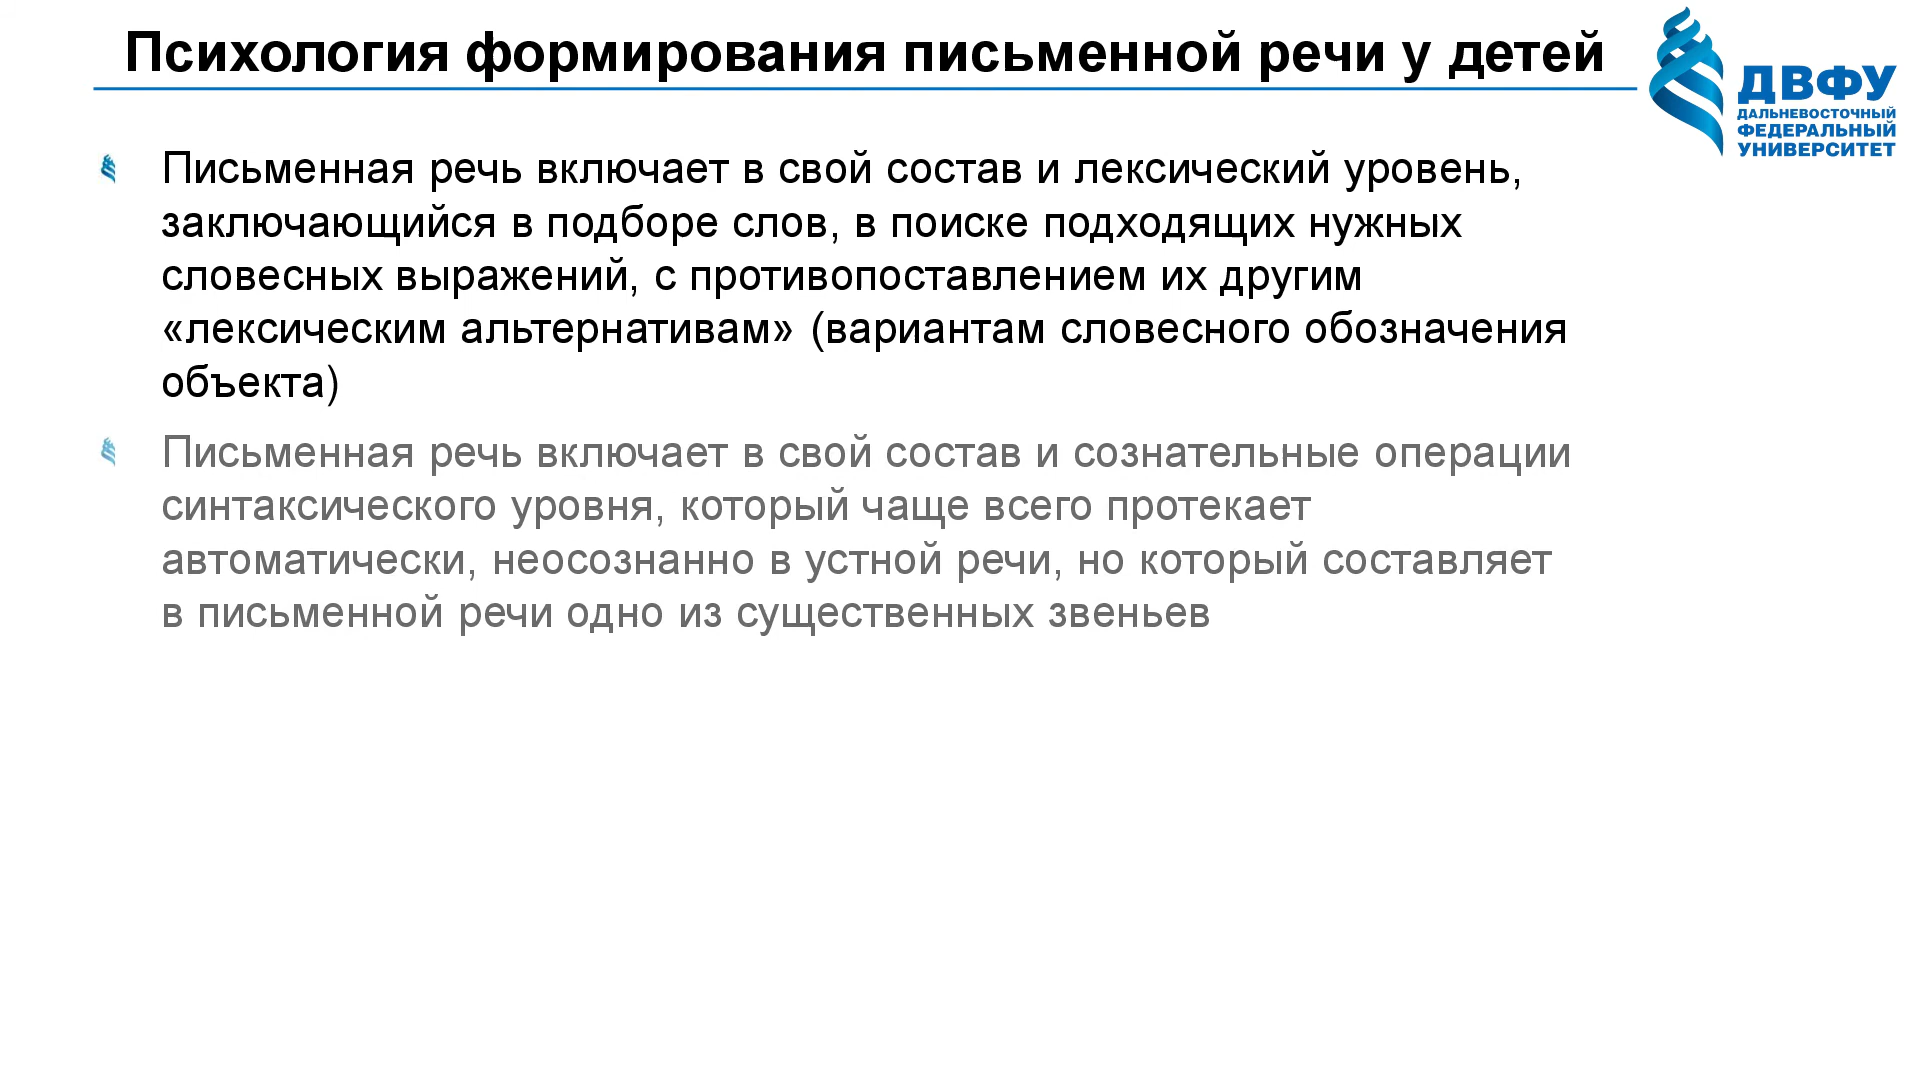 Психология формирования письменной речи у детей
ДВФУ
ДАЛЬНЕВОСТОЧНЫЙ
ФЕДЕРАЛЬНЫЙ
УНИВЕРСИТЕТ
Письменная речь включает в свой состав и лексический уровень,
заключающийся в подборе слов, в поиске подходящих нужных
словесных выражений, с противопоставлением их другим
«лексическим альтернативам» (вариантам словесного обозначения
объекта)
Письменная речь включает в свой состав и сознательные операции
синтаксического уровня, который чаще всего протекает
автоматически, неосознанно в устной речи, но который составляет
в письменной речи одно из существенных звеньев